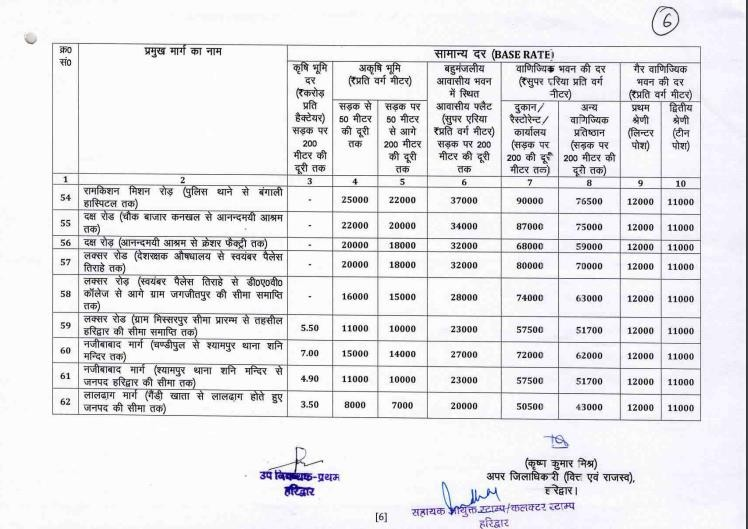 6
क्र0 सं0
प्रमुख मार्ग का नाम
सामान्य दर (BASE RATE)
कृषि भूमि दर (₹करोड़ प्रति हैक्टेयर) सड़क पर 200 मीटर की दूरी तक
अकृषि भूमि (₹प्रति वर्ग मीटर)
बहुमंजलीय आवासीय भवन में स्थित आवासीय फ्लैट (सुपर एरिया ₹प्रति वर्ग मीटर) सड़क पर 200 मीटर की दूरी तक
वाणिज्यिक भवन की दर (₹सुपर एरिया प्रति वर्ग मीटर)
गैर वाणिज्यिक भवन की दर (₹प्रति वर्ग मीटर)
सड़क से 50 मीटर की दूरी तक
सड़क पर 50 मीटर से आगे 200 मीटर की दूरी तक
दुकान/ रैस्टोरेन्ट/ कार्यालय (सड़क पर 200 की दूरी मीटर तक)
अन्य वाणिज्यिक प्रतिष्ठान (सड़क पर 200 मीटर की दूरी तक)
प्रथम श्रेणी (लिन्टर पोश)
द्वितीय श्रेणी (टीन पोश)
1 2 3 4 5 6 7 8 9 10
54 रामकिशन मिशन रोड़ (पुलिस थाने से बंगाली हास्पिटल तक) - 25000 22000 37000 90000 76500 12000 11000
55 दक्ष रोड (चौक बाजार कनखल से आनन्दमयी आश्रम तक) - 22000 20000 34000 87000 75000 12000 11000
56 दक्ष रोड़ (आनन्दमयी आश्रम से क्रेशर फैक्ट्री तक) - 20000 18000 32000 68000 59000 12000 11000
57 लक्सर रोड (देशरक्षक औषधालय से स्वयंबर पैलेस तिराहे तक) - 20000 18000 32000 80000 70000 12000 11000
58 लक्सर रोड़ (स्वयंबर पैलेस तिराहे से डी0ए0वी0 कॉलेज से आगे ग्राम जगजीतपुर की सीमा समाप्ति तक) - 16000 15000 28000 74000 63000 12000 11000
59 लक्सर रोड (ग्राम मिस्सरपुर सीमा प्रारम्भ से तहसील हरिद्वार की सीमा समाप्ति तक) 5.50 11000 10000 23000 57500 51700 12000 11000
60 नजीबाबाद मार्ग (चण्डीपुल से श्यामपुर थाना शनि मन्दिर तक) 7.00 15000 14000 27000 72000 62000 12000 11000
61 नजीबाबाद मार्ग (श्यामपुर थाना शनि मन्दिर से जनपद हरिद्वार की सीमा तक) 4.90 11000 10000 23000 57500 51700 12000 11000
62 लालढाग मार्ग (गैंडी खाता से लालढाग होते हुए जनपद की सीमा तक) 3.50 8000 7000 20000 50500 43000 12000 11000
(कृष्ण कुमार मिश्र)
उप निबन्धक-प्रथम
हरिद्वार
अपर जिलाधिकारी (वित्त एवं राजस्व),
हरिद्वार।
सहायक आयुक्त स्टाम्प/कलक्टर स्टाम्प
हरिद्वार
[6]